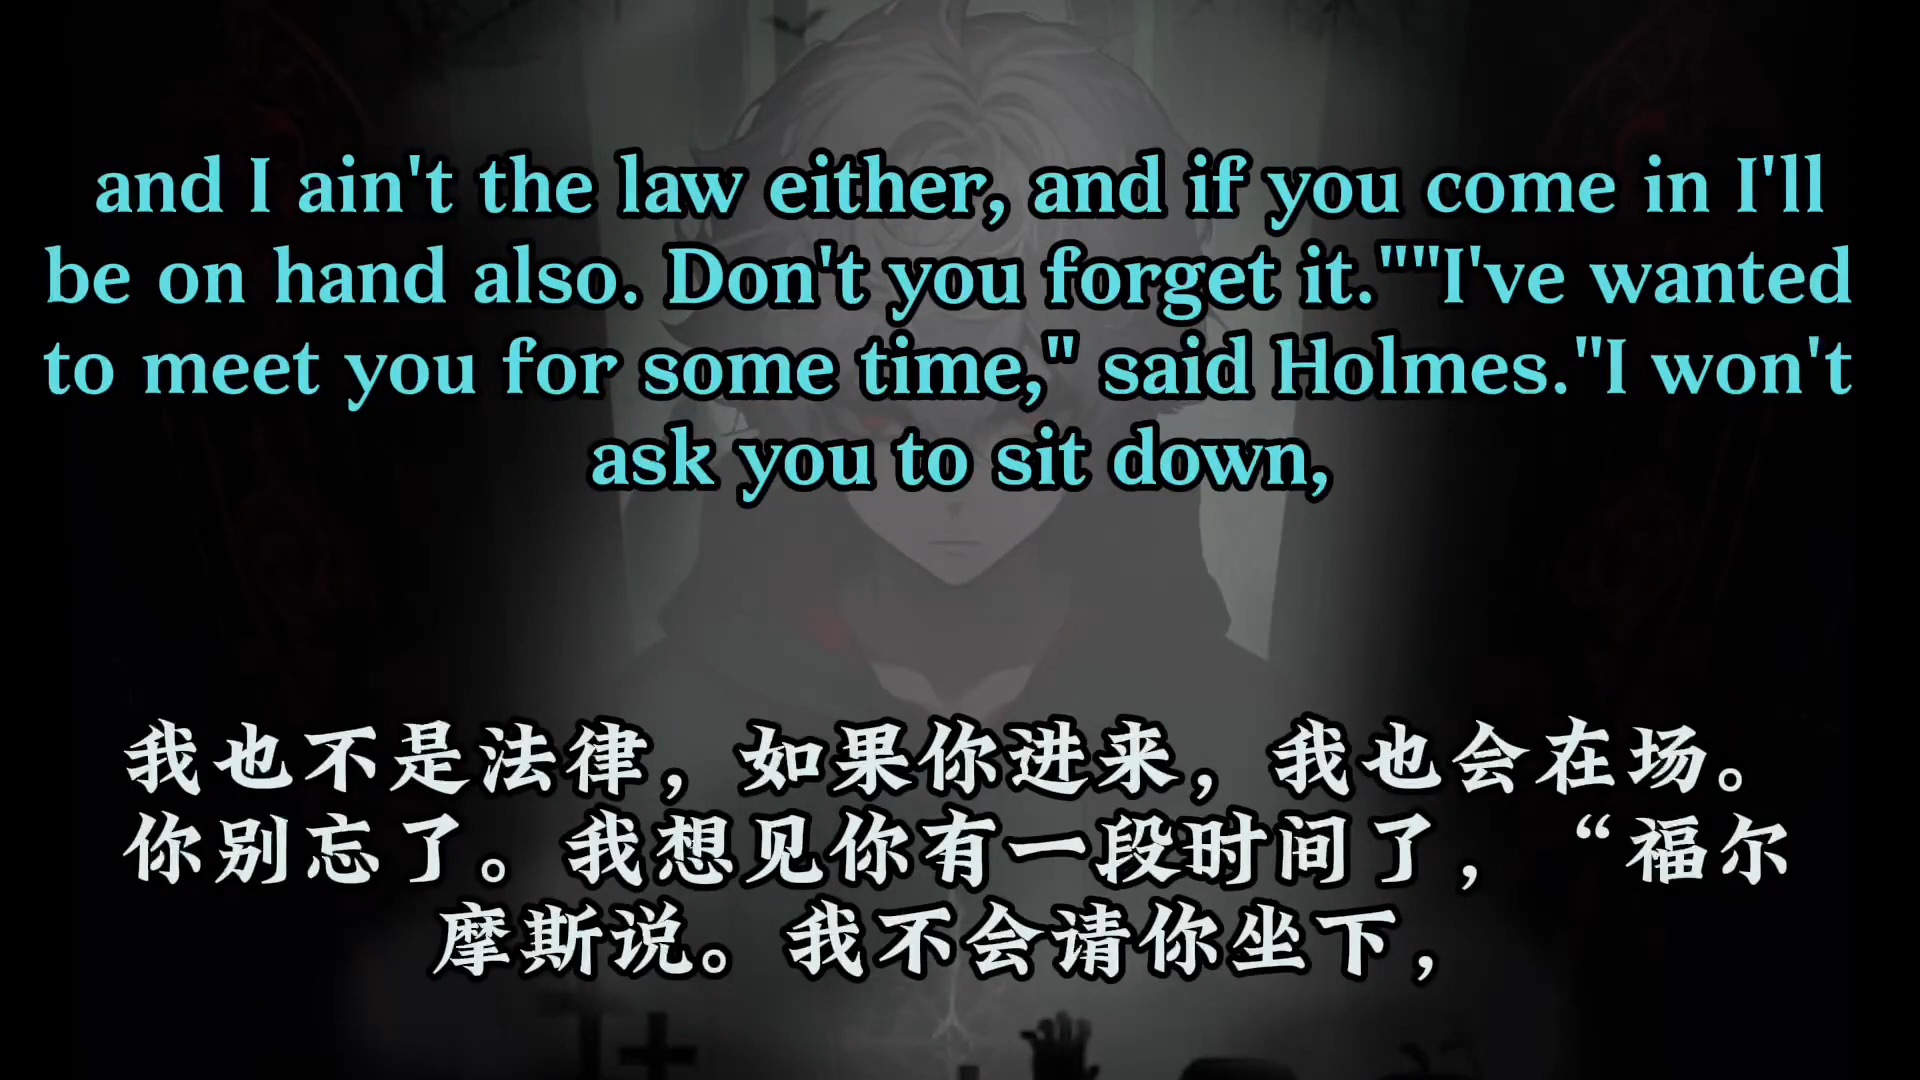 and I ain't the law either, and if you come in I'll
be on hand also. Don't you forget it.""I've wanted
to meet you for some time," said Holmes."I won't
ask you to sit down,
我也不是法律，如果你进来，我也会在场。
你别忘了。我想见你有一段时间了，“福尔
摩斯说。我不会请你坐下，